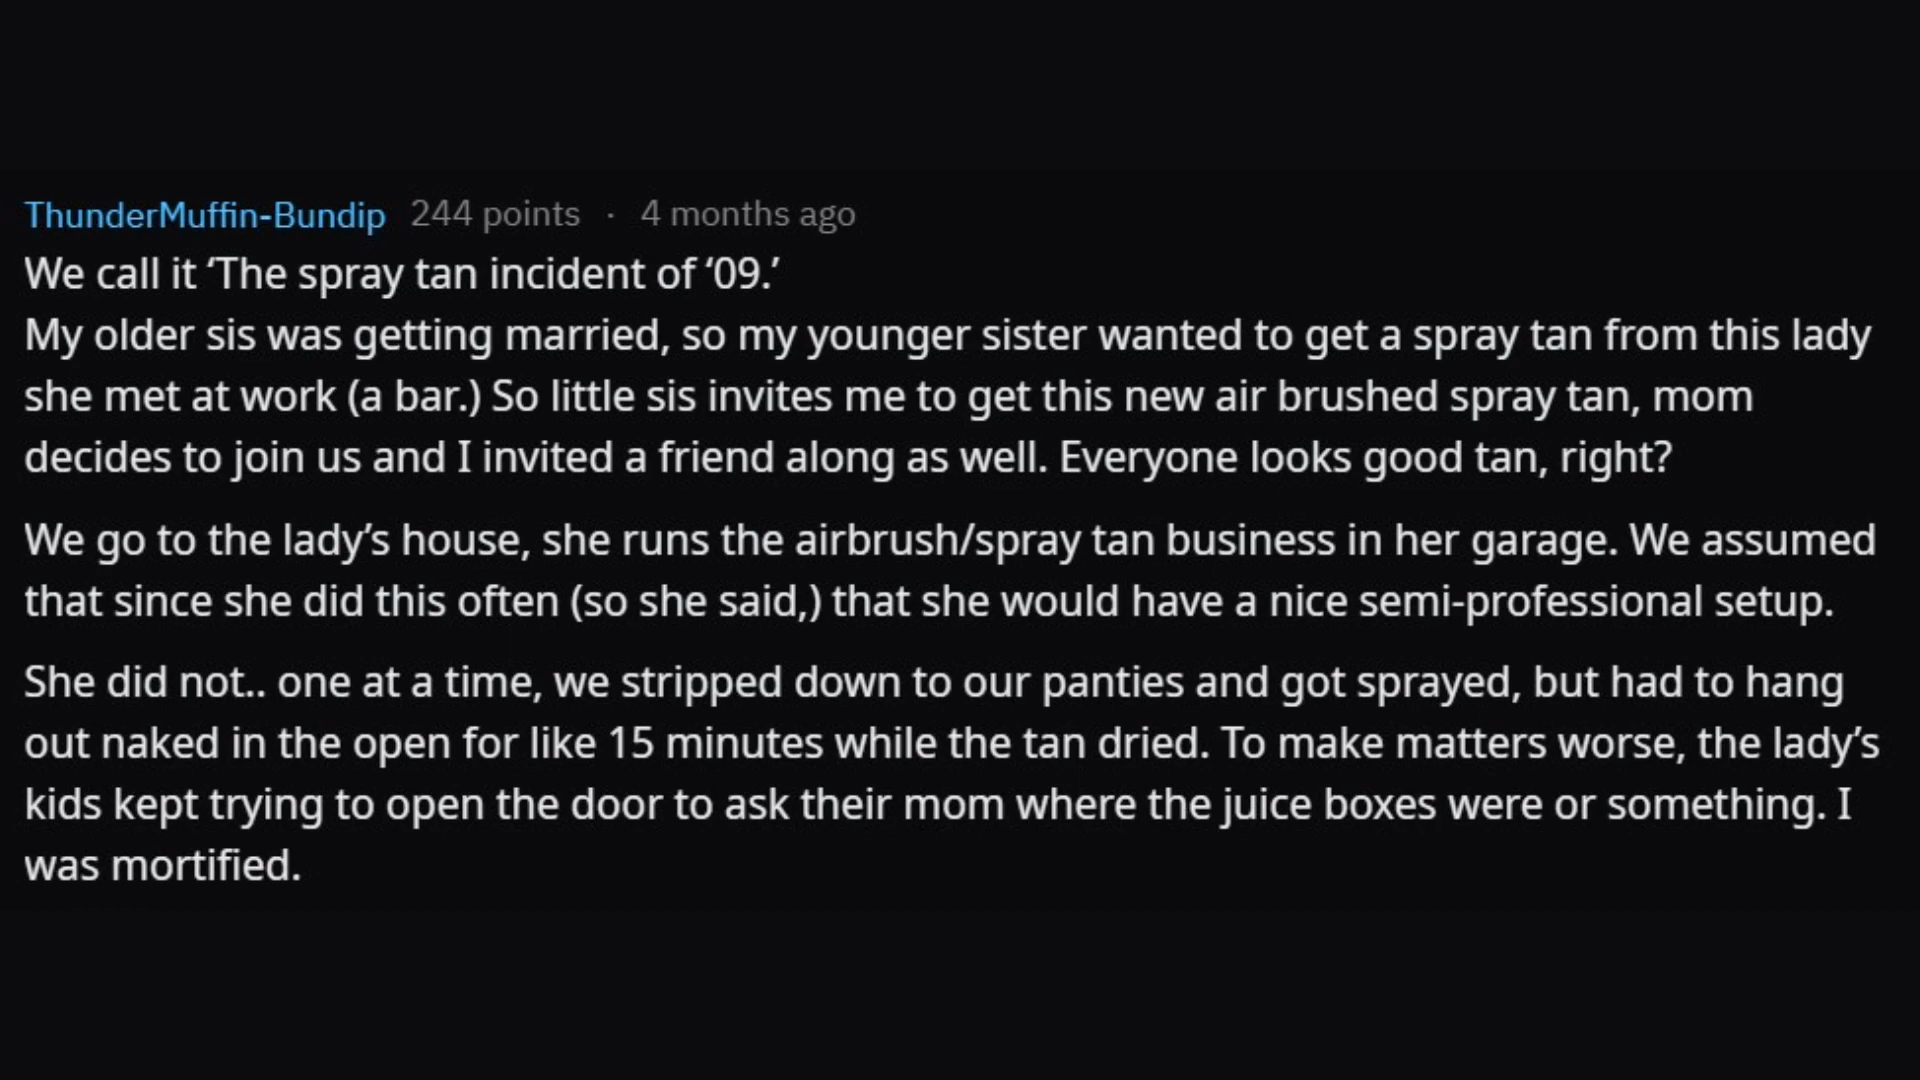 ThunderMuffin-Bundip 244 points · 4 months ago
We call it ‘The spray tan incident of ‘09.’
My older sis was getting married, so my younger sister wanted to get a spray tan from this lady
she met at work (a bar.) So little sis invites me to get this new air brushed spray tan, mom
decides to join us and I invited a friend along as well. Everyone looks good tan, right?
We go to the lady’s house, she runs the airbrush/spray tan business in her garage. We assumed
that since she did this often (so she said,) that she would have a nice semi-professional setup.
She did not.. one at a time, we stripped down to our panties and got sprayed, but had to hang
out naked in the open for like 15 minutes while the tan dried. To make matters worse, the lady’s
kids kept trying to open the door to ask their mom where the juice boxes were or something. I
was mortified.